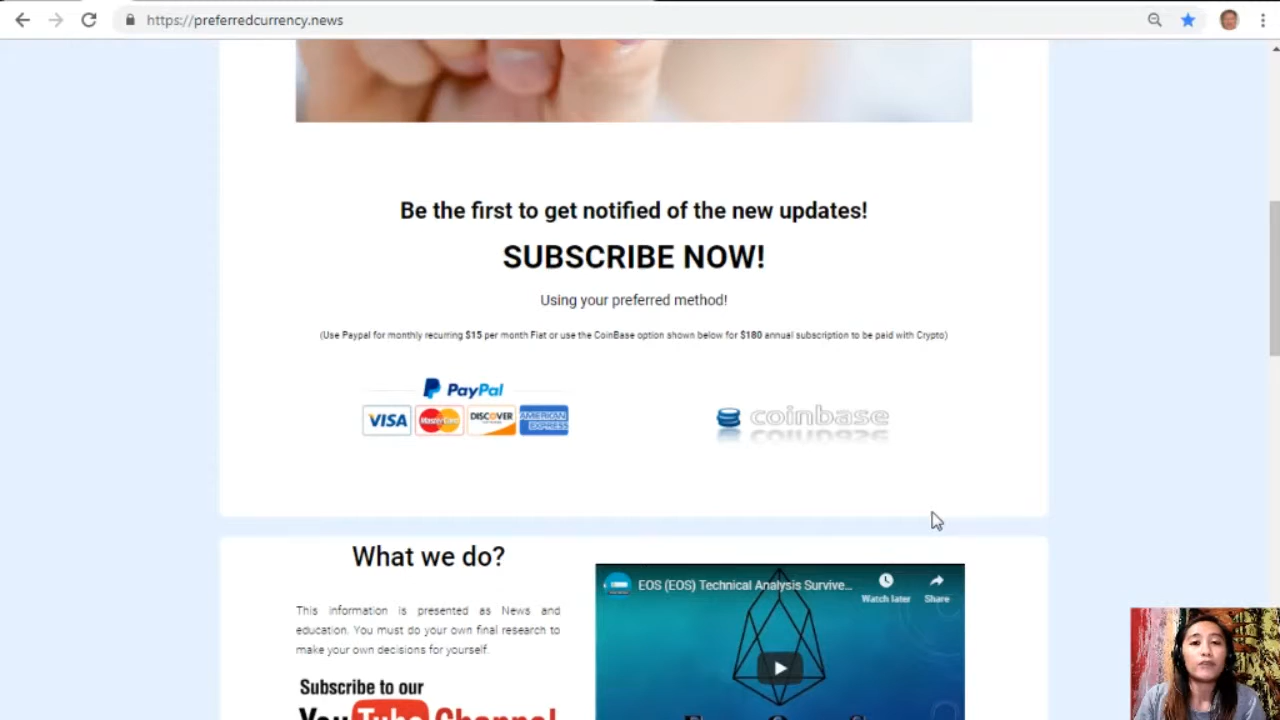 https://preferredcurrency.news
Be the first to get notified of the new updates!
SUBSCRIBE NOW!
Using your preferred method!
(Use Paypal for monthly recurring $15 per month Fiat or use the CoinBase option shown below for $180 annual subscription to be paid with Crypto)
PayPal
VISA MasterCard DISCOVER AMERICAN EXPRESS
coinbase
What we do?
This information is presented as News and
education. You must do your own final research to
make your own decisions for yourself.
Subscribe to our
YouTube Channel
EOS (EOS) Technical Analysis Survive...
Watch later
Share